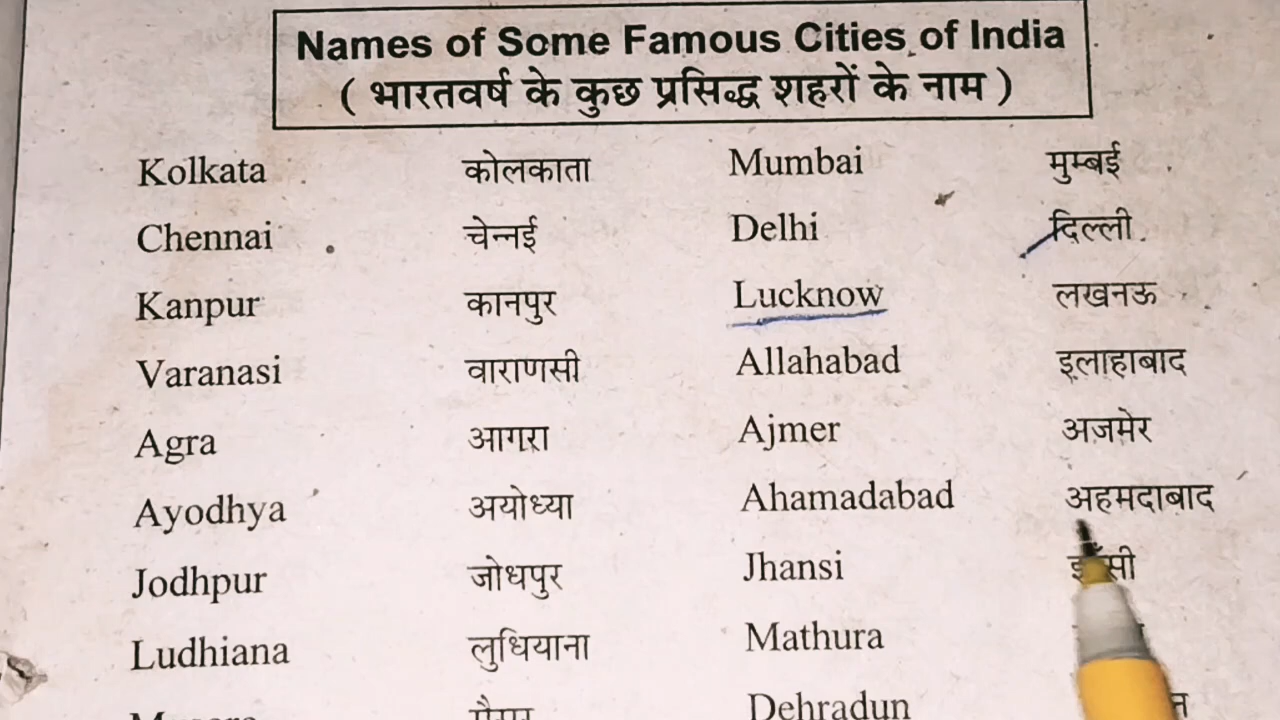 Names of Some Famous Cities of India
( भारतवर्ष के कुछ प्रसिद्ध शहरों के नाम )
Kolkata कोलकाता Mumbai मुम्बई
Chennai चेन्नई Delhi दिल्ली
Kanpur कानपुर Lucknow लखनऊ
Varanasi वाराणसी Allahabad इलाहाबाद
Agra आगरा Ajmer अजमेर
Ayodhya अयोध्या Ahamadabad अहमदाबाद
Jodhpur जोधपुर Jhansi
Ludhiana लुधियाना Mathura
Dehradun